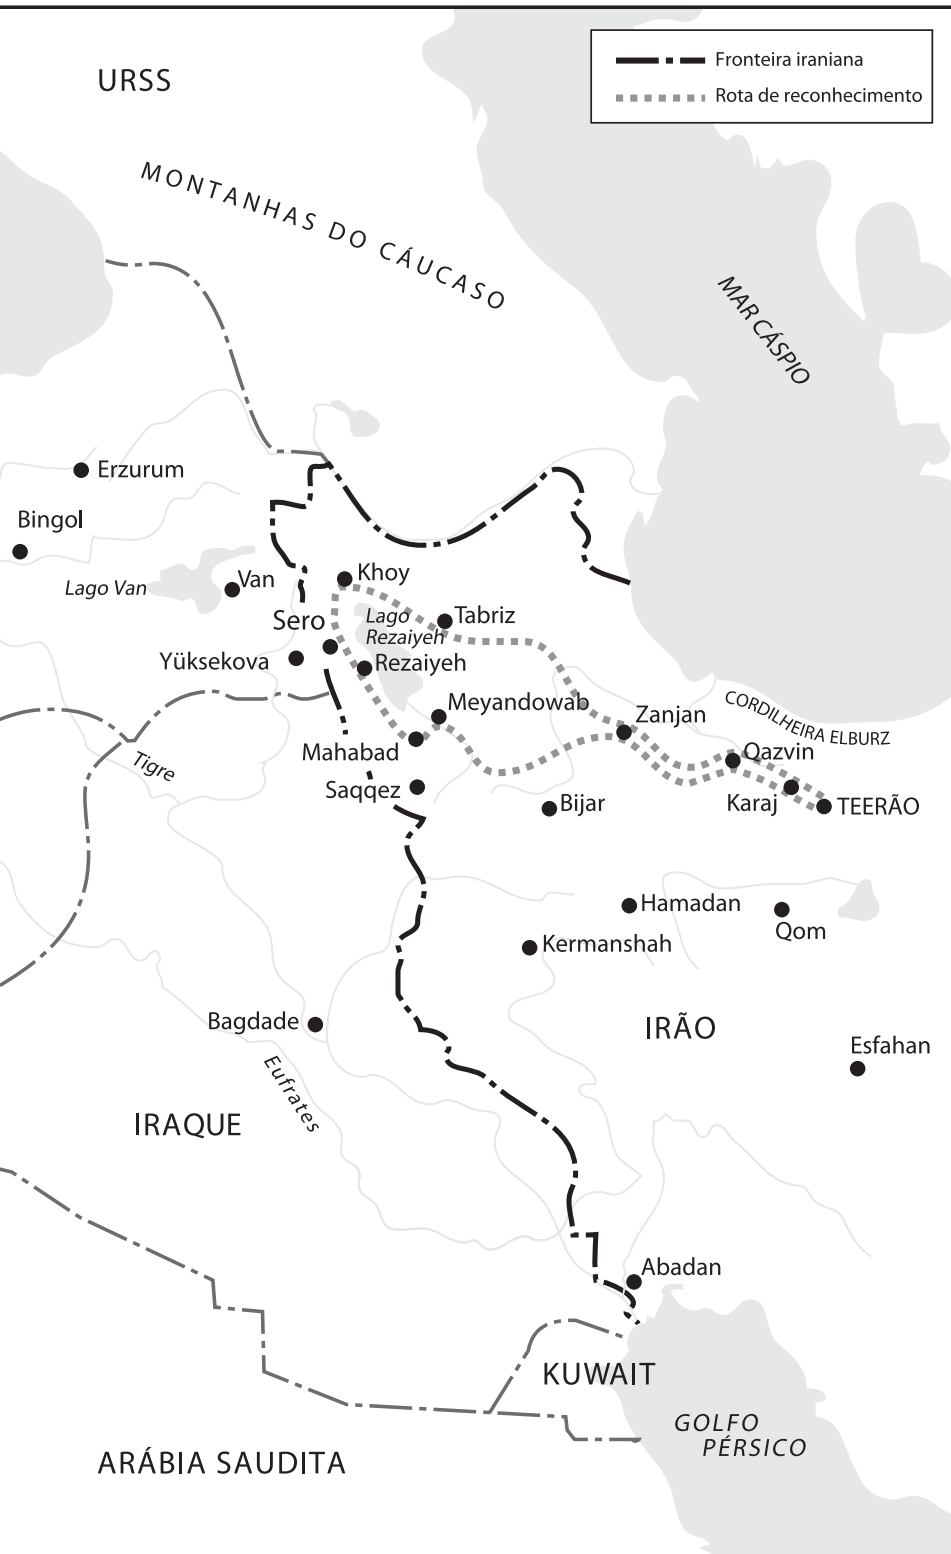 Fronteira iraniana
Rota de reconhecimento
URSS
MONTANHAS DO CÁUCASO
MAR CÁSPIO
Erzurum
Bingol
Lago Van
Van
Khoy
Sero
Lago
Rezaiyeh
Tabriz
Yüksekova
Rezaiyeh
Meyandowab
Zanjan
CORDILHEIRA ELBURZ
Mahabad
Qazvin
Tigre
Saqqez
Bijar
Karaj
TEERÃO
Hamadan
Qom
Kermanshah
Bagdade
IRÃO
Esfahan
Eufrates
IRAQUE
Abadan
KUWAIT
GOLFO
PÉRSICO
ARÁBIA SAUDITA